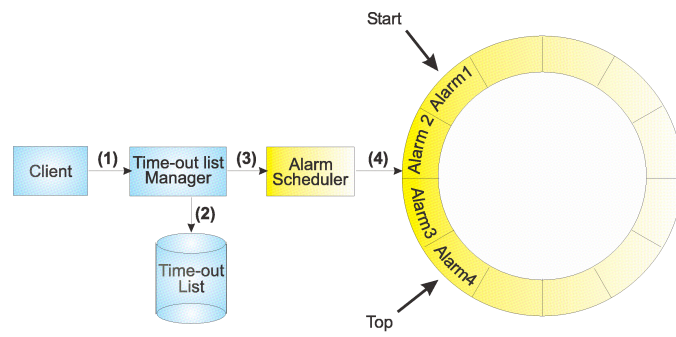 Start
Alarm1
Alarm 2
Alarm3
Alarm4
Top
Client
(1)
Time-out list
Manager
(2)
Time-out
List
(3)
Alarm
Scheduler
(4)